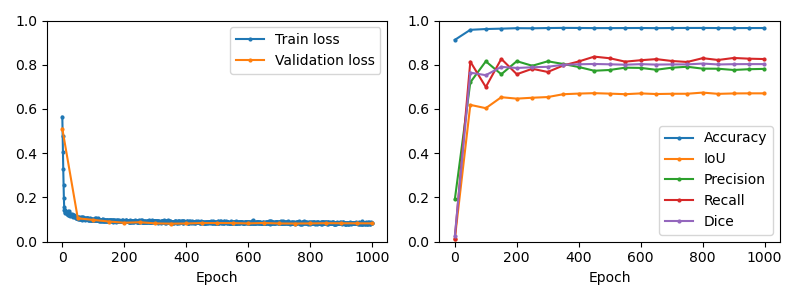 1.0
0.8
0.6
0.4
0.2
0.0
0 200 400 600 800 1000
Epoch
Train loss
Validation loss
1.0
0.8
0.6
0.4
0.2
0.0
0 200 400 600 800 1000
Epoch
Accuracy
IoU
Precision
Recall
Dice